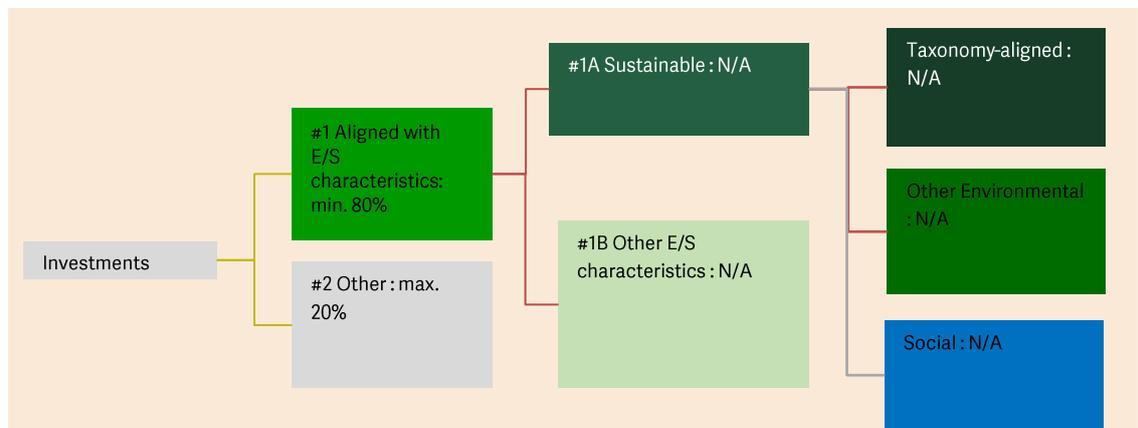 Investments
#1 Aligned with
E/S
characteristics:
min. 80%
#2 Other : max.
20%
#1A Sustainable : N/A
#1B Other E/S
characteristics : N/A
Taxonomy-aligned :
N/A
Other Environmental
: N/A
Social : N/A